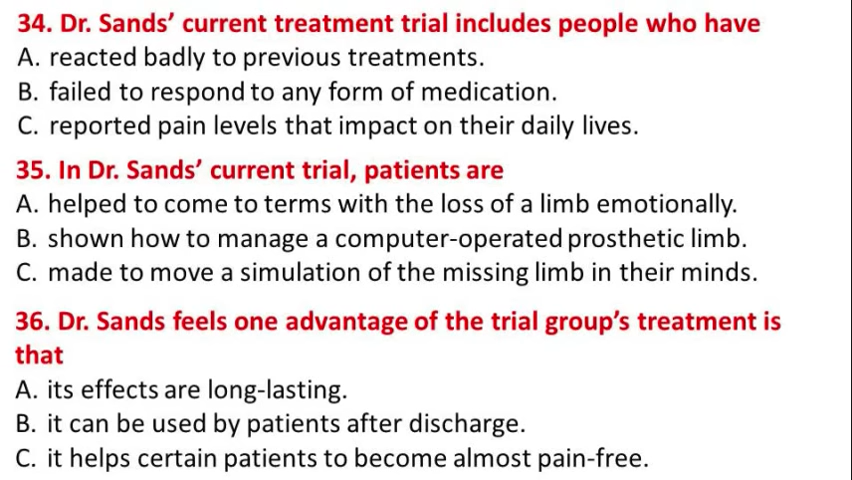 34. Dr. Sands’ current treatment trial includes people who have
A. reacted badly to previous treatments.
B. failed to respond to any form of medication.
C. reported pain levels that impact on their daily lives.
35. In Dr. Sands’ current trial, patients are
A. helped to come to terms with the loss of a limb emotionally.
B. shown how to manage a computer-operated prosthetic limb.
C. made to move a simulation of the missing limb in their minds.
36. Dr. Sands feels one advantage of the trial group’s treatment is
that
A. its effects are long-lasting.
B. it can be used by patients after discharge.
C. it helps certain patients to become almost pain-free.